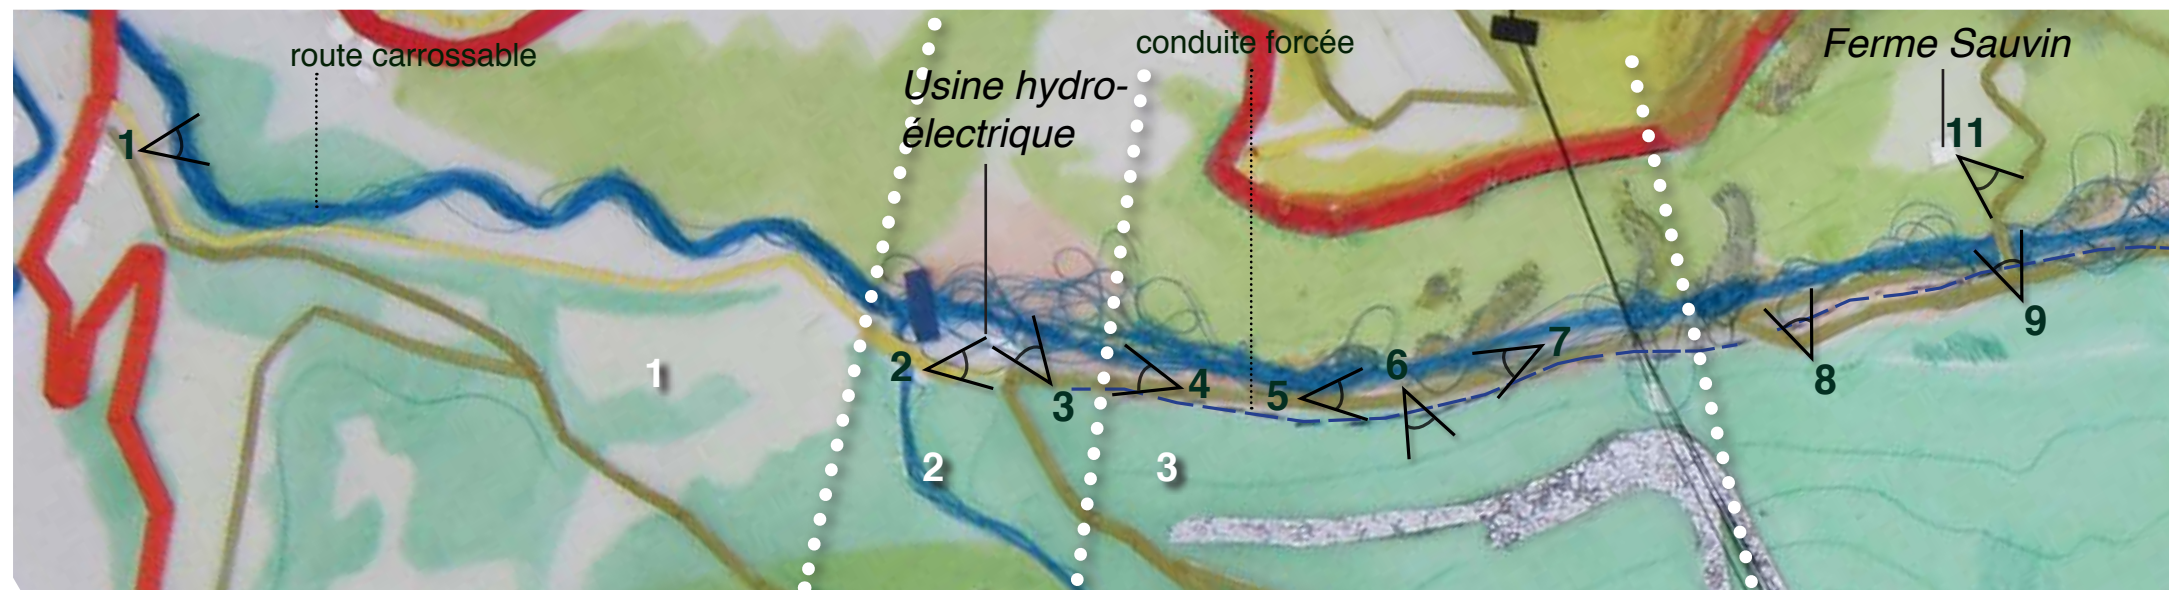 route carrossable
conduite forcée
Ferme Sauvin
Usine hydro-
électrique
1
11
2
3
4
5
6
7
8
9
1
2
3